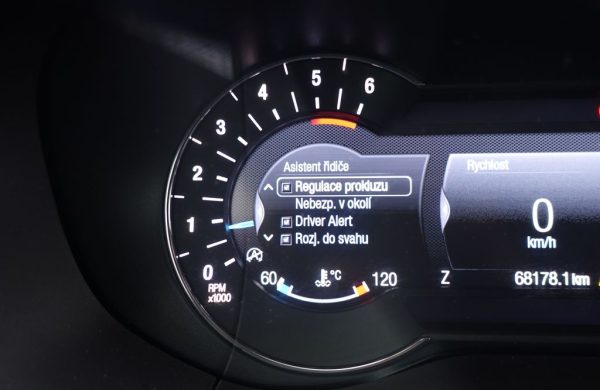 6
5
4
3
2
1
0
RPM
x1000
Asistent řidiče
Regulace prokluzu
Nebezp. v okolí
Driver Alert
Rozj. do svahu
60 °C 120
Rychlost
0
km/h
Z 68178.1 km